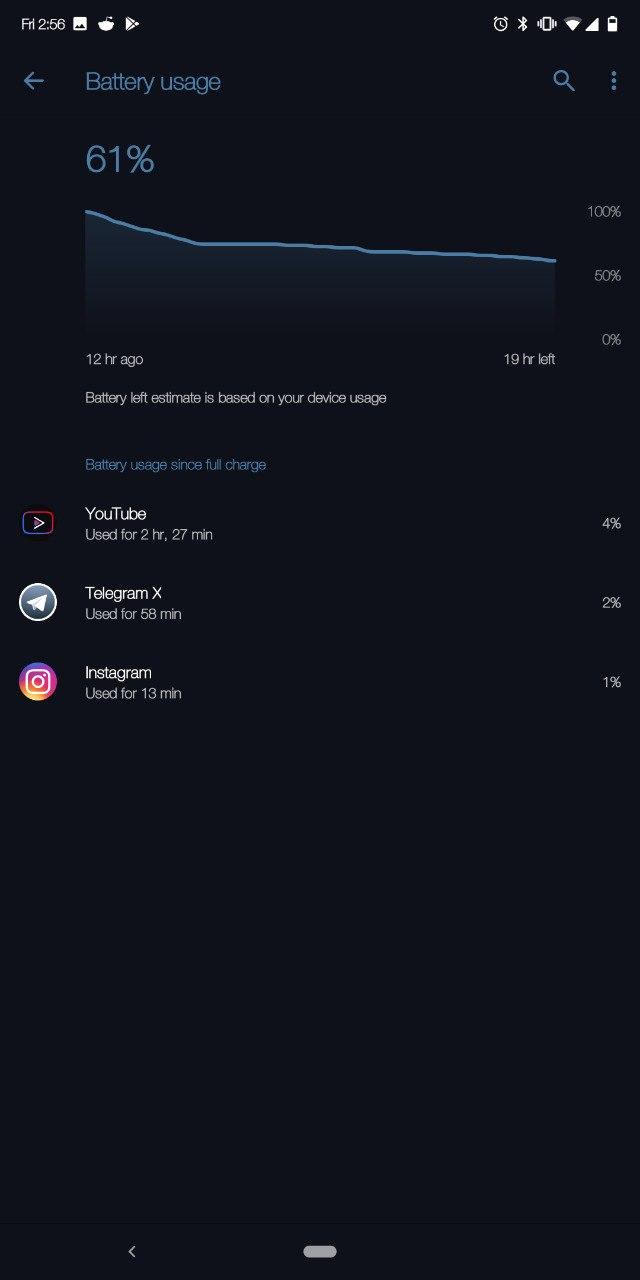 Fri 2:56
Battery usage
61%
100%
50%
0%
12 hr ago
19 hr left
Battery left estimate is based on your device usage
Battery usage since full charge
YouTube
Used for 2 hr, 27 min
4%
Telegram X
Used for 58 min
2%
Instagram
Used for 13 min
1%